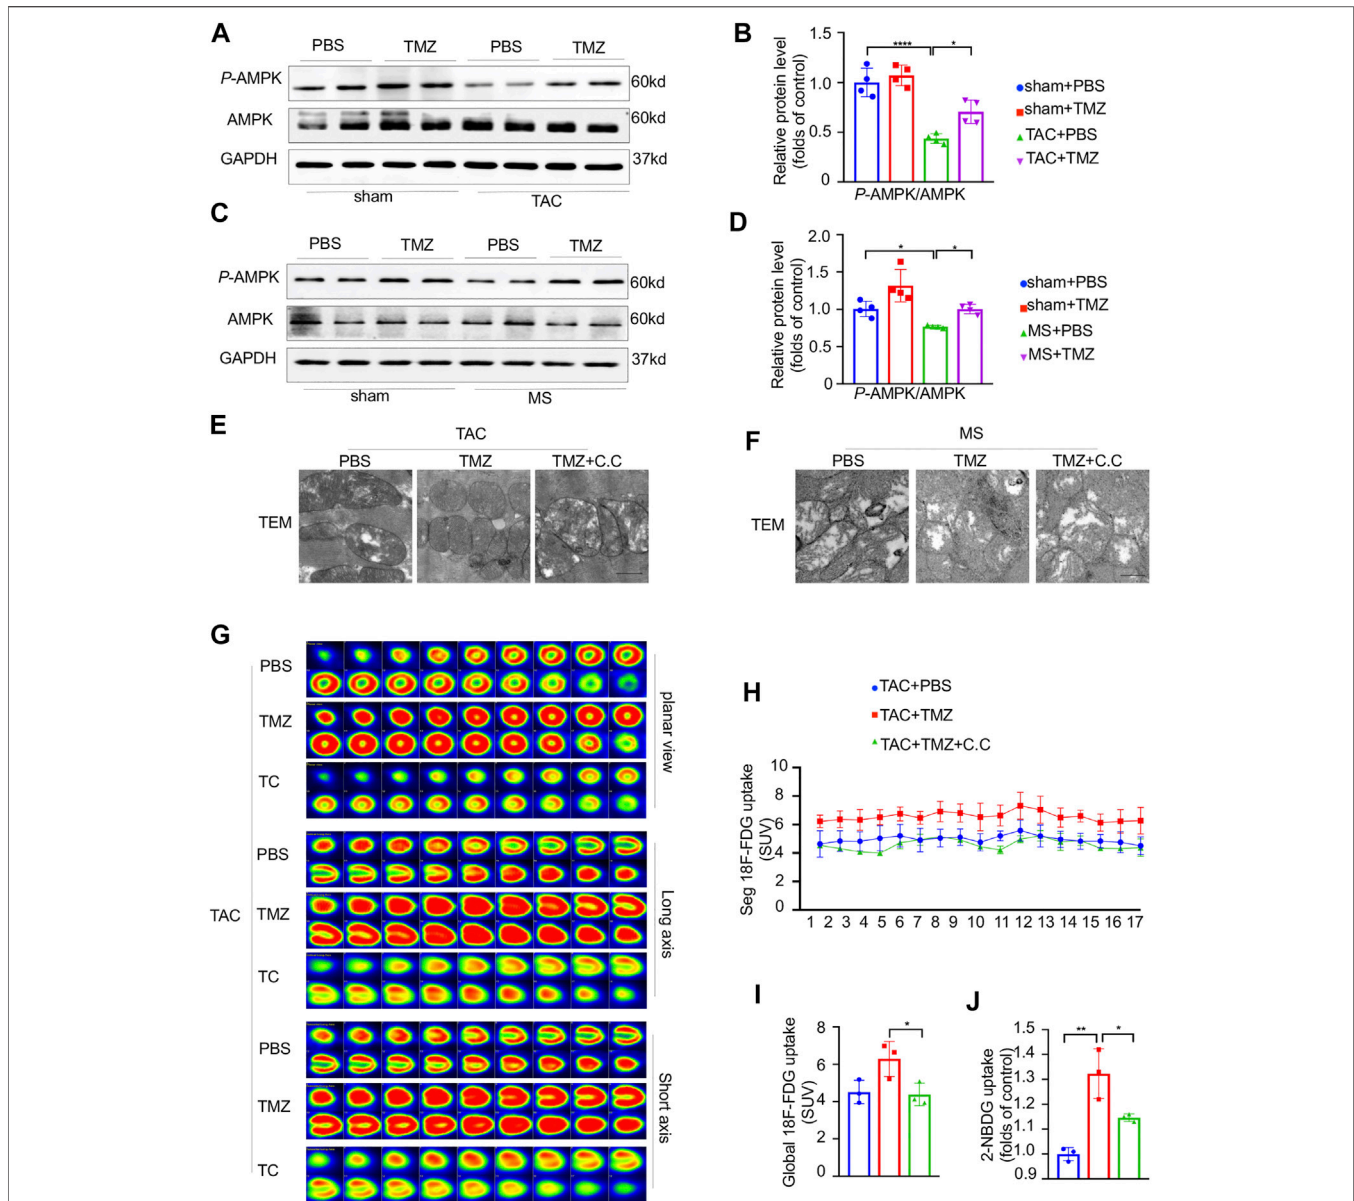 A
PBS TMZ PBS TMZ
P-AMPK 60kd
AMPK 60kd
GAPDH 37kd
sham TAC
B
Relative protein level
(folds of control)
1.5
1.0
0.5
0
**** *
P-AMPK/AMPK
sham+PBS
sham+TMZ
TAC+PBS
TAC+TMZ
C
PBS TMZ PBS TMZ
P-AMPK 60kd
AMPK 60kd
GAPDH 37kd
sham MS
D
Relative protein level
(folds of control)
2.0
1.5
1.0
0.5
0
* *
P-AMPK/AMPK
sham+PBS
sham+TMZ
MS+PBS
MS+TMZ
E
TAC
PBS TMZ TMZ+C.C
TEM
F
MS
PBS TMZ TMZ+C.C
TEM
G
TAC
PBS
TMZ
TC
planar view
PBS
TMZ
TC
Long axis
PBS
TMZ
TC
Short axis
H
TAC+PBS
TAC+TMZ
TAC+TMZ+C.C
Seg 18F-FDG uptake
(SUV)
10
8
6
4
2
0
1 2 3 4 5 6 7 8 9 10 11 12 13 14 15 16 17
I
Global 18F-FDG uptake
(SUV)
8
6
4
2
0
*
J
2-NBDG uptake
(folds of control)
1.5
1.4
1.3
1.2
1.1
1.0
0.9
** *